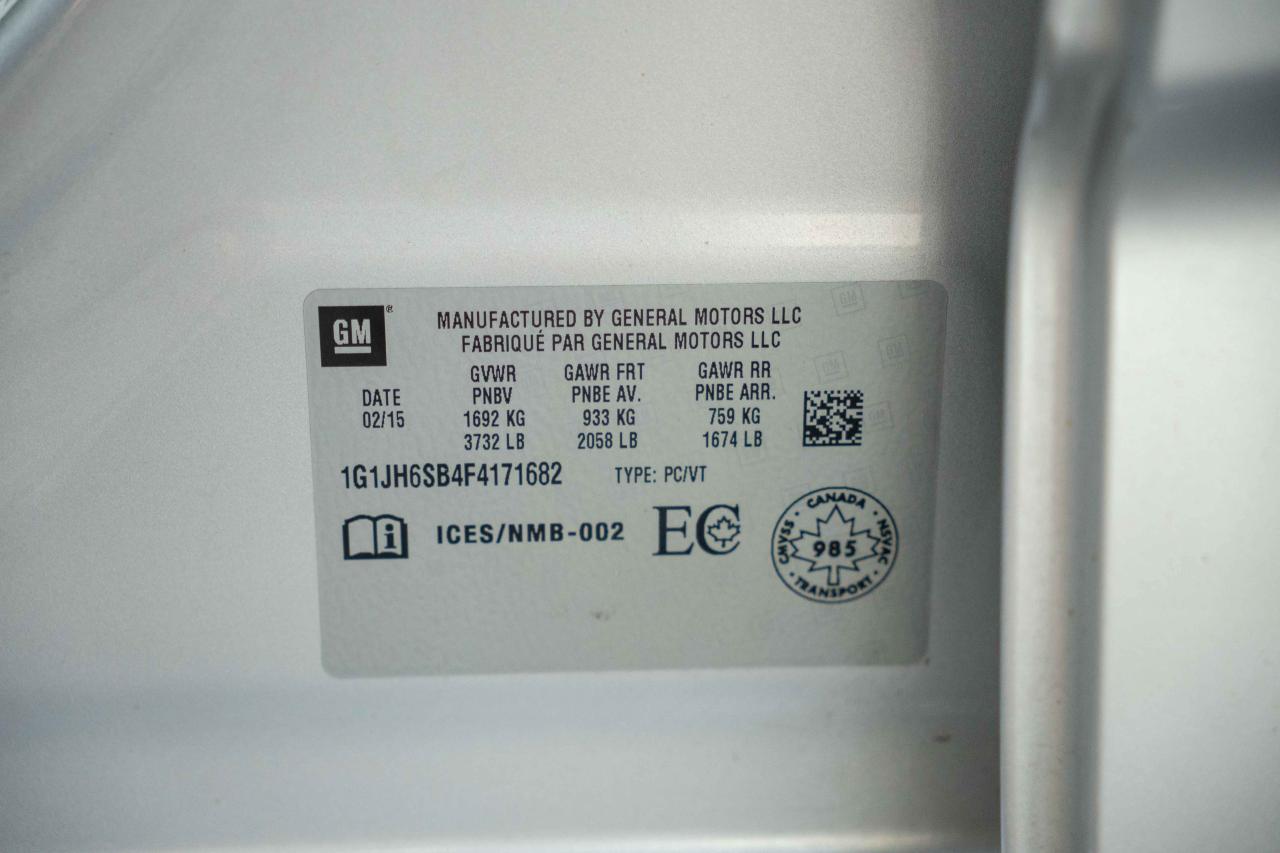 GM®
MANUFACTURED BY GENERAL MOTORS LLC
FABRIQUÉ PAR GENERAL MOTORS LLC
GVWR GAWR FRT GAWR RR
DATE PNBV PNBE AV. PNBE ARR.
02/15 1692 KG 933 KG 759 KG
3732 LB 2058 LB 1674 LB
1G1JH6SB4F4171682 TYPE: PC/VT
i ICES/NMB-002 EC
CANADA
CMVSS 985 NSVAC
TRANSPORT